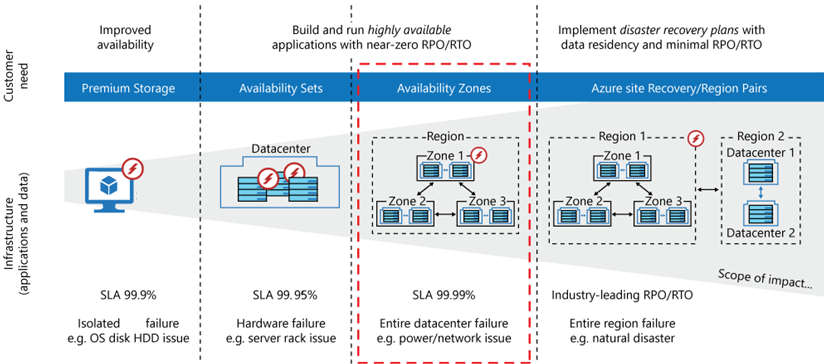 Customer
need
Improved
availability
Build and run highly available
applications with near-zero RPO/RTO
Implement disaster recovery plans with
data residency and minimal RPO/RTO
Premium Storage
Availability Sets
Availability Zones
Azure site Recovery/Region Pairs
Infrastructure
(applications and data)
Datacenter
Region
Zone 1
Zone 2
Zone 3
Region 1
Zone 1
Zone 2
Zone 3
Region 2
Datacenter 1
Datacenter 2
Scope of impact...
SLA 99.9%
SLA 99.95%
SLA 99.99%
Industry-leading RPO/RTO
Isolated failure
e.g. OS disk HDD issue
Hardware failure
e.g. server rack issue
Entire datacenter failure
e.g. power/network issue
Entire region failure
e.g. natural disaster